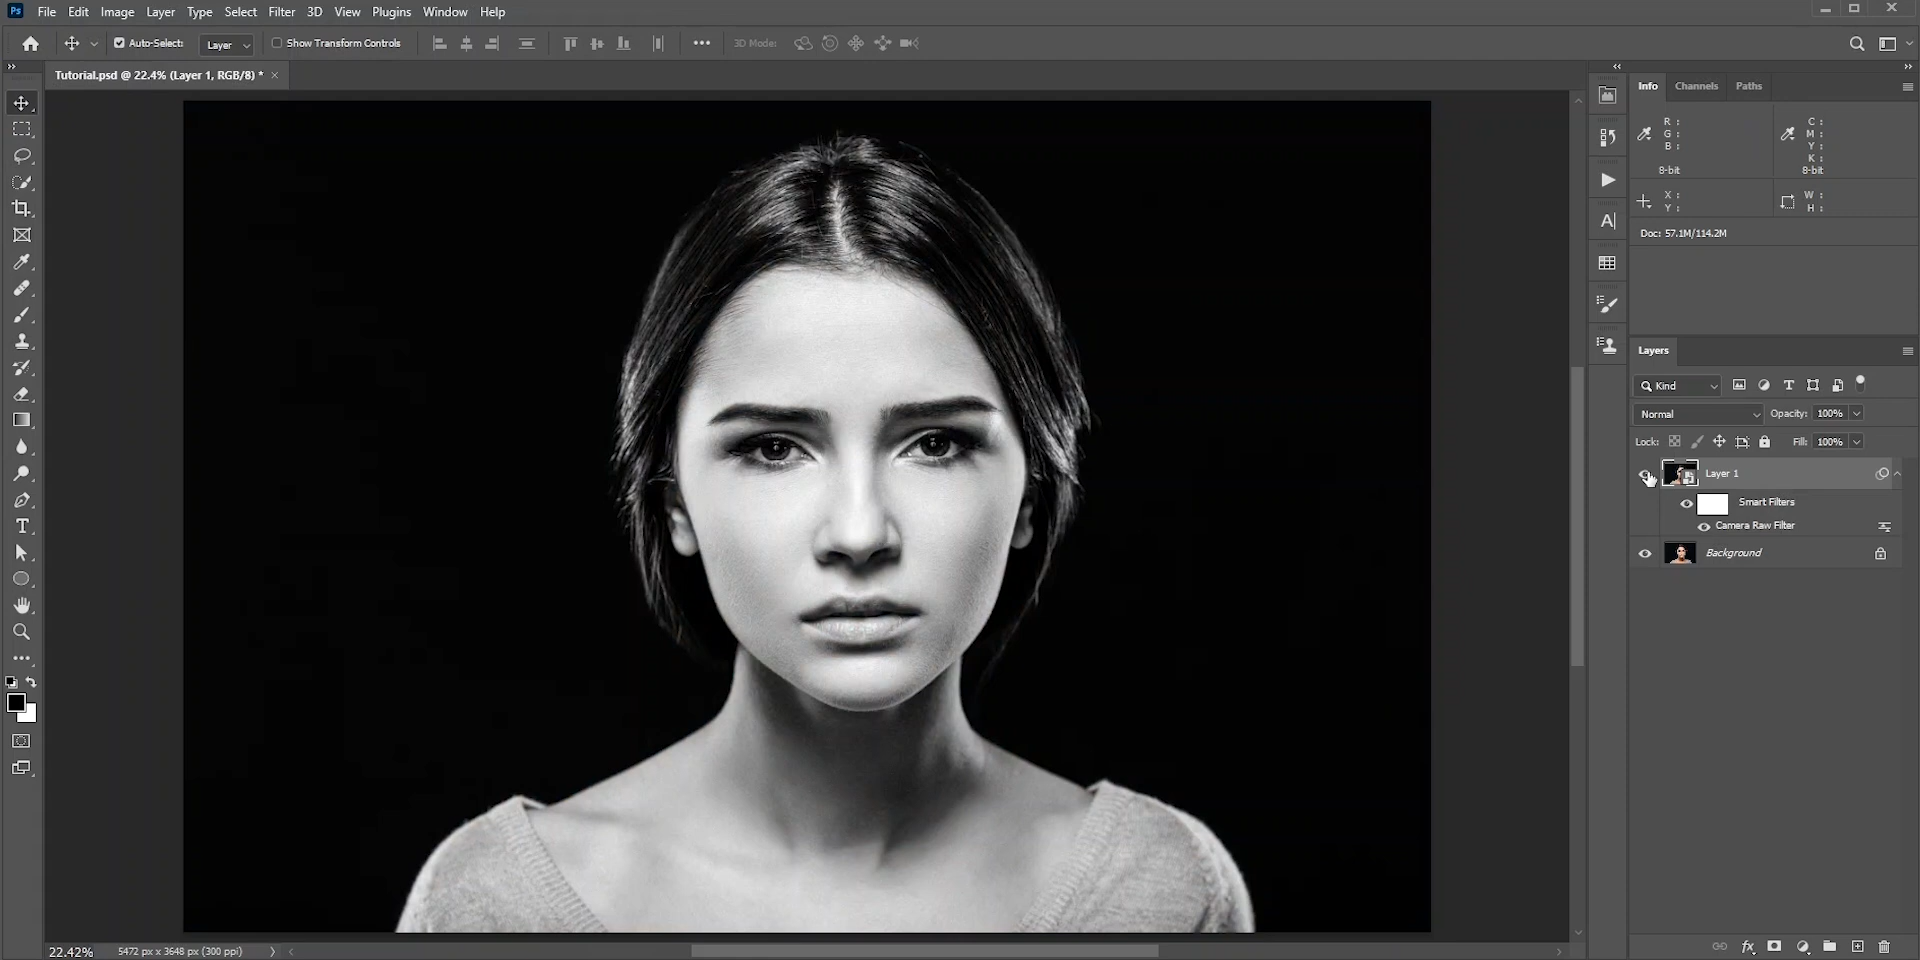 Ps File Edit Image Layer Type Select Filter 3D View Plugins Window Help
Auto-Select: Layer Show Transform Controls 3D Mode:
Tutorial.psd @ 22.4% (Layer 1, RGB/8) *
Info Channels Paths
R : C :
G : M :
B : Y :
K :
8-bit 8-bit
X : W :
Y : H :
Doc: 57.1M/114.2M
Layers
Kind
Normal Opacity: 100%
Lock: Fill: 100%
Layer 1
Smart Filters
Camera Raw Filter
Background
22.42% 5472 px x 3648 px (300 ppi)